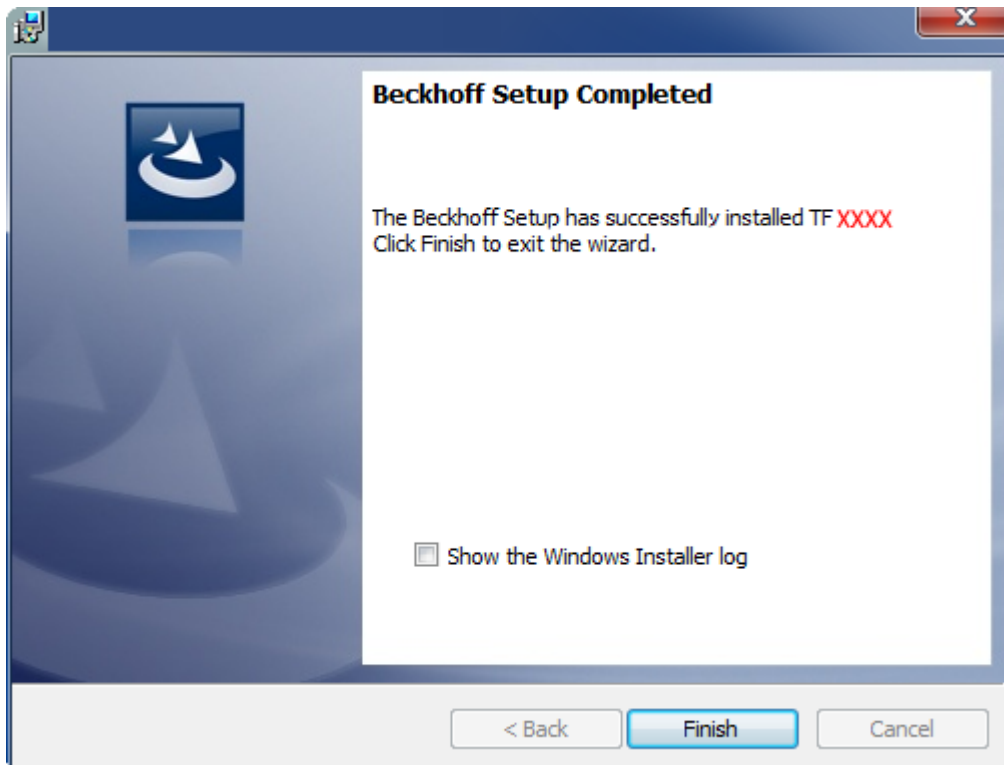 X
Beckhoff Setup Completed
The Beckhoff Setup has successfully installed TF XXXX
Click Finish to exit the wizard.
Show the Windows Installer log
< Back
Finish
Cancel